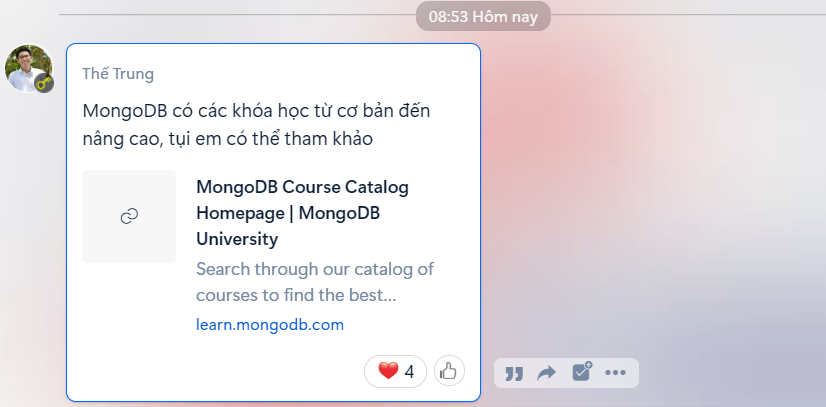 08:53 Hôm nay
Thế Trung
MongoDB có các khóa học từ cơ bản đến
nâng cao, tụi em có thể tham khảo
MongoDB Course Catalog
Homepage | MongoDB
University
Search through our catalog of
courses to find the best...
learn.mongodb.com
4